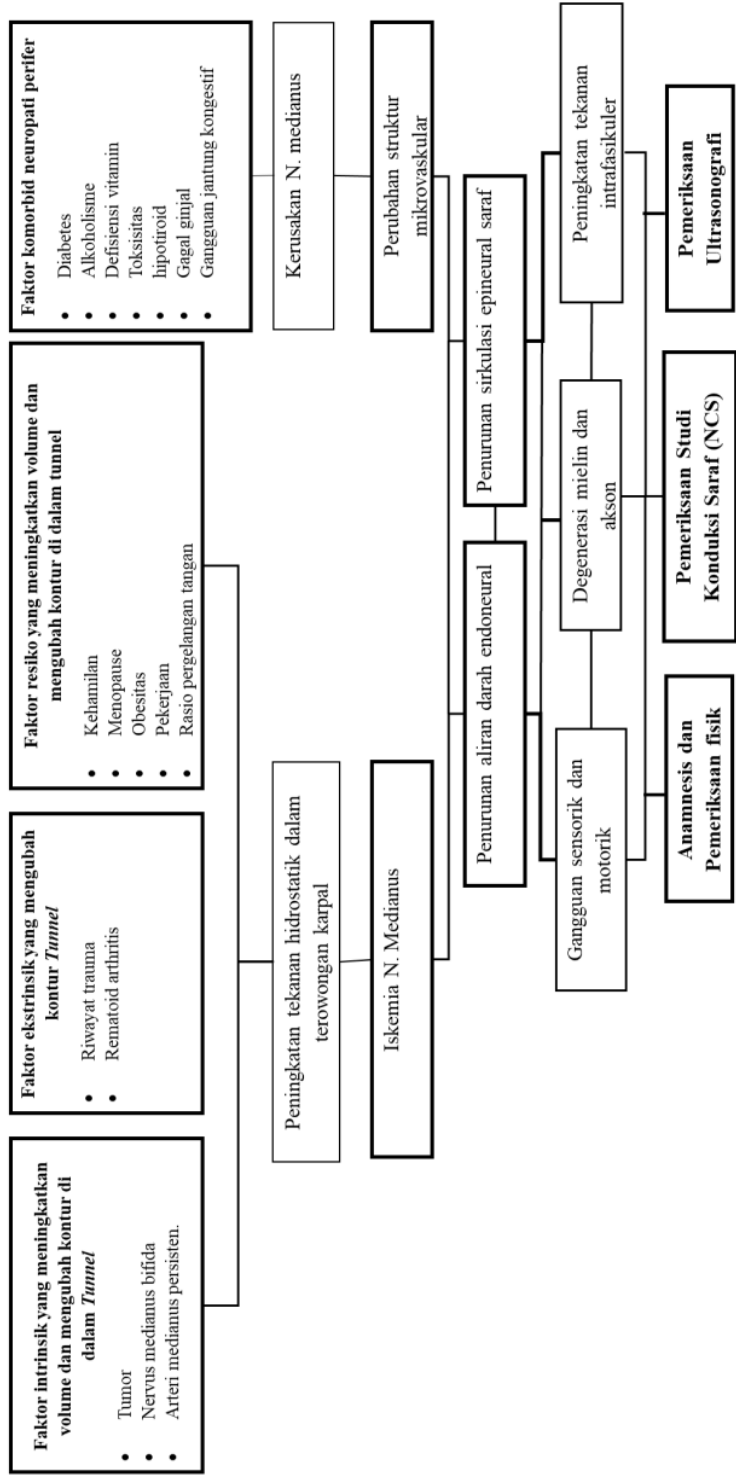 Faktor intrinsik yang meningkatkan
volume dan mengubah kontur di
dalam Tunnel
• Tumor
• Nervus medianus bifida
• Arteri medianus persisten.
Faktor ekstrinsik yang mengubah
kontur Tunnel
• Riwayat trauma
• Rematoid arthritis
Faktor resiko yang meningkatkan volume dan
mengubah kontur di dalam tunnel
• Kehamilan
• Menopause
• Obesitas
• Pekerjaan
• Rasio pergelangan tangan
Faktor komorbid neuropati perifer
• Diabetes
• Alkoholisme
• Defisiensi vitamin
• Toksisitas
• hipotiroid
• Gagal ginjal
• Gangguan jantung kongestif
Peningkatan tekanan hidrostatik dalam
terowongan karpal
Kerusakan N. medianus
Iskemia N. Medianus
Perubahan struktur
mikrovaskular
Penurunan aliran darah endoneural
Penurunan sirkulasi epineural saraf
Gangguan sensorik dan
motorik
Degenerasi mielin dan
akson
Peningkatan tekanan
intrafasikuler
Anamnesis dan
Pemeriksaan fisik
Pemeriksaan Studi
Konduksi Saraf (NCS)
Pemeriksaan
Ultrasonografi